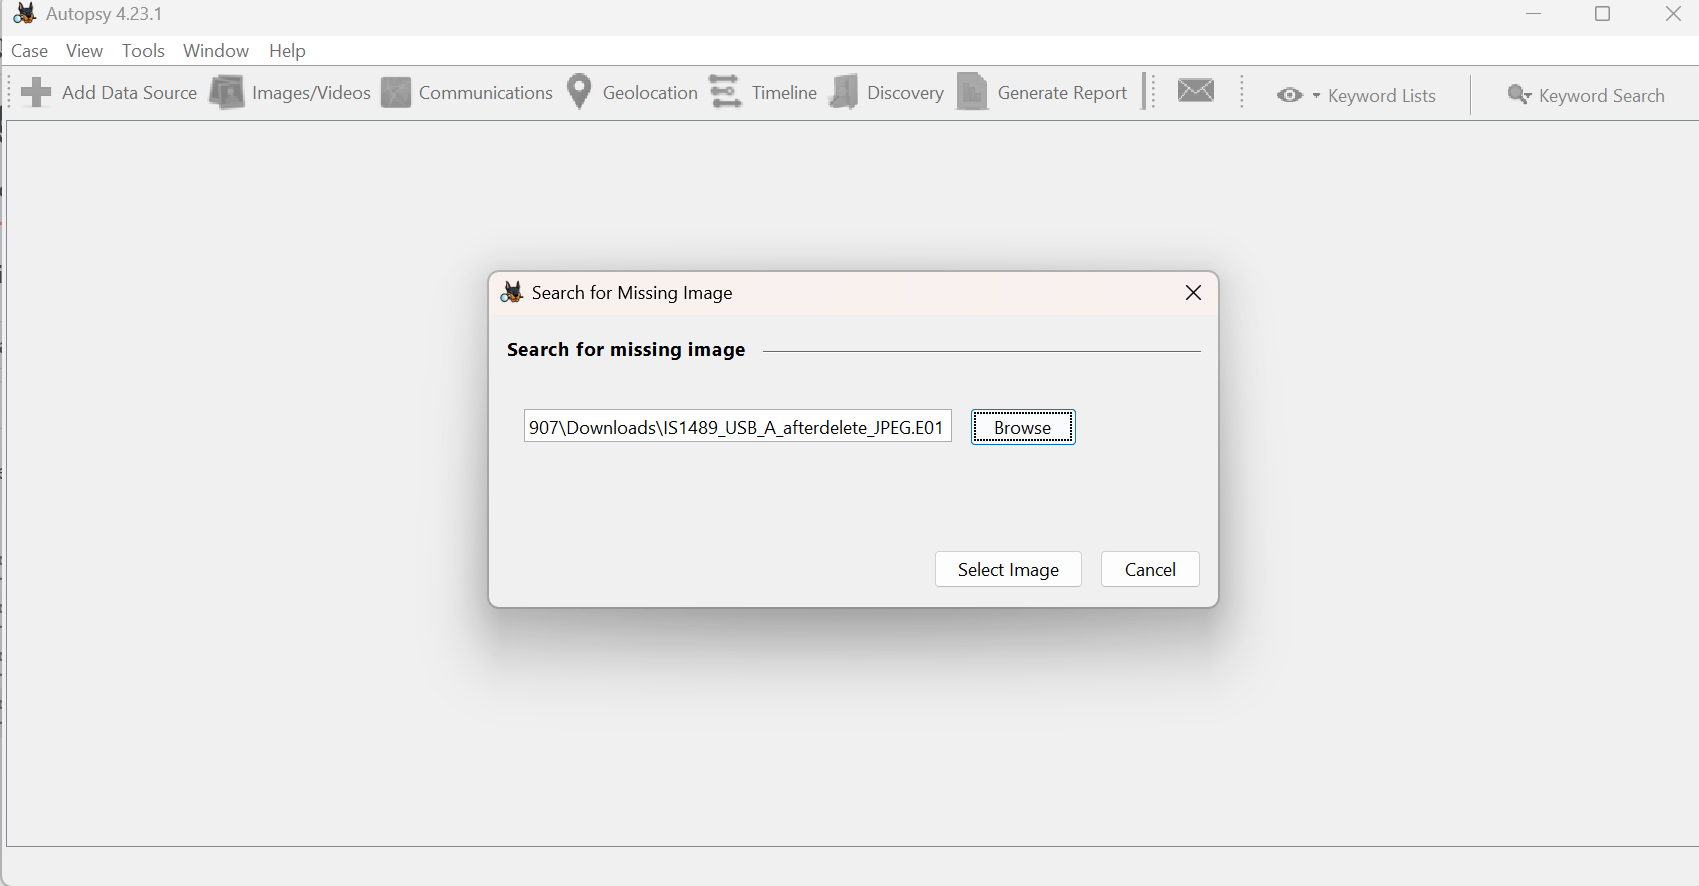 Autopsy 4.23.1
Case View Tools Window Help
Add Data Source Images/Videos Communications Geolocation Timeline Discovery Generate Report Keyword Lists Keyword Search
Search for Missing Image
Search for missing image
907\Downloads\IS1489_USB_A_afterdelete_JPEG.E01 Browse
Select Image Cancel